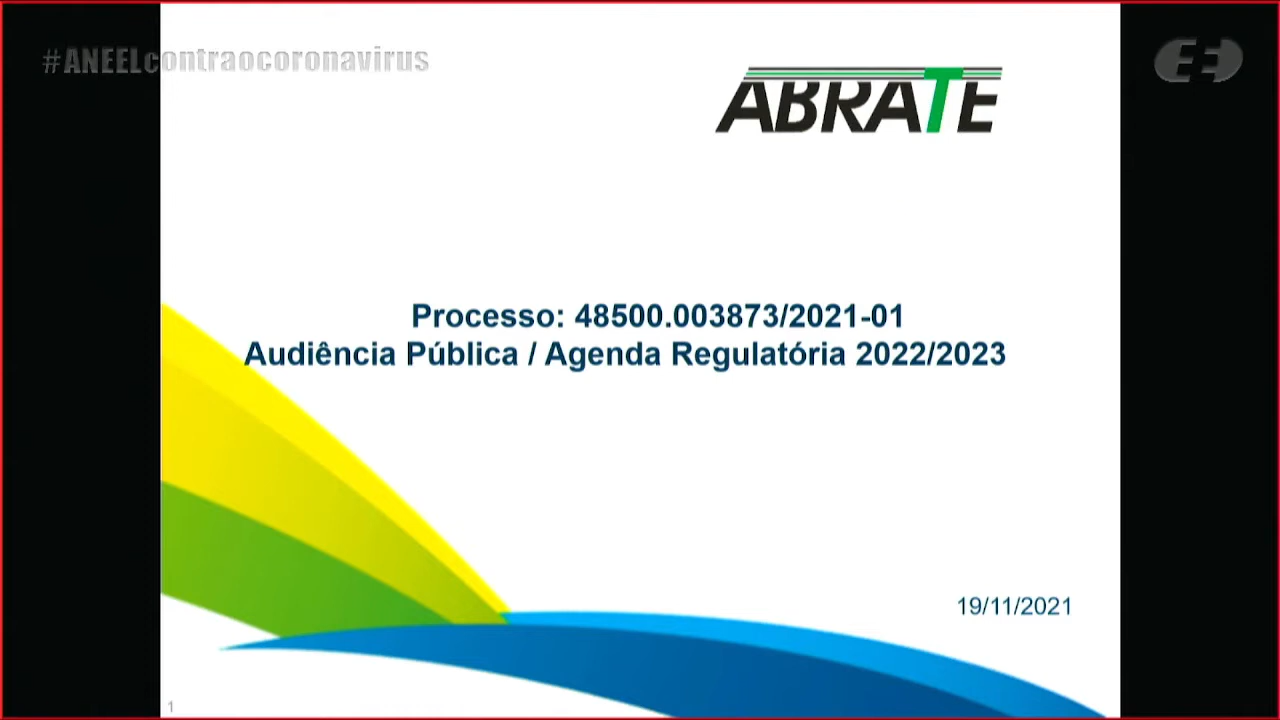 #ANEELcontraocoronavirus
ABRATE
Processo: 48500.003873/2021-01
Audiência Pública / Agenda Regulatória 2022/2023
19/11/2021
1